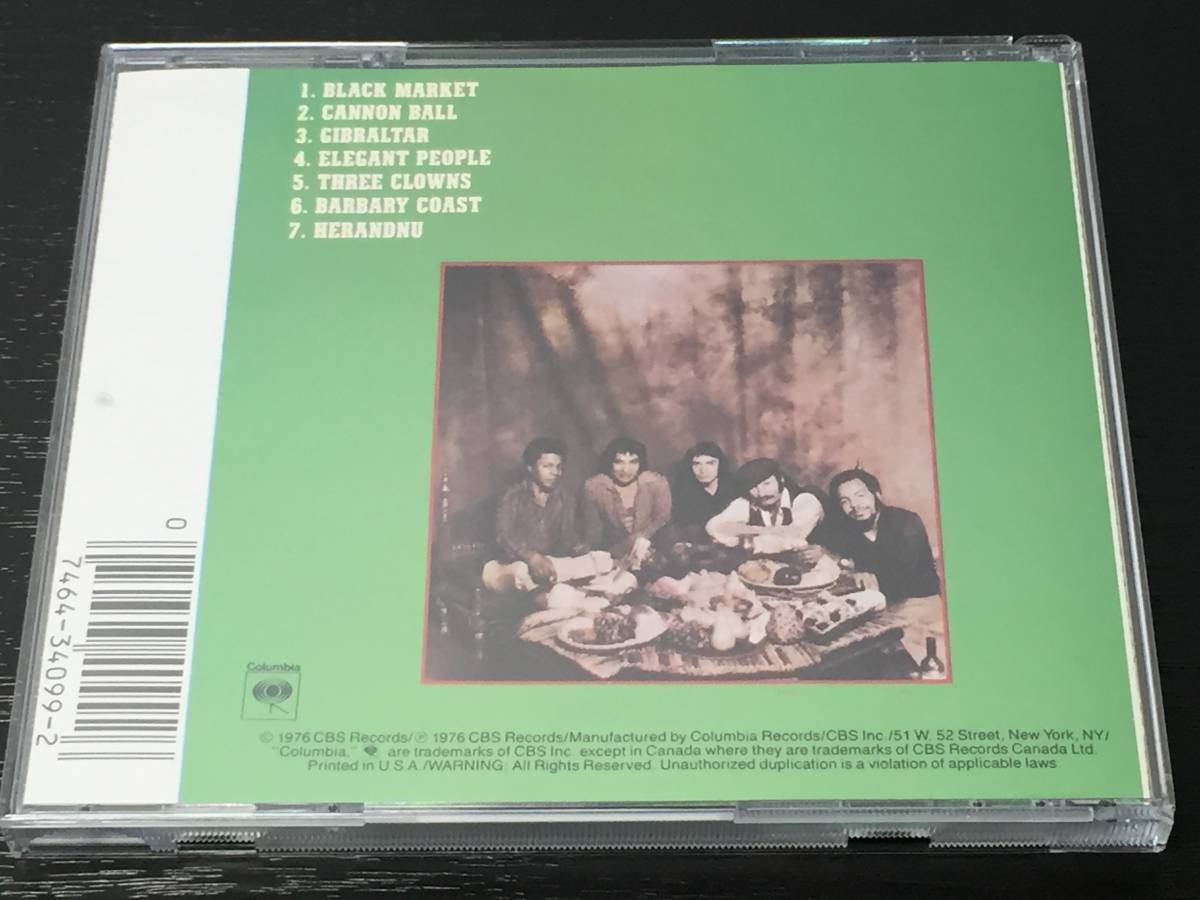 1. BLACK MARKET
2. CANNON BALL
3. GIBRALTAR
4. ELEGANT PEOPLE
5. THREE CLOWNS
6. BARBARY COAST
7. HERANDNU
0
7464-34099-2
Columbia
© 1976 CBS Records/℗ 1976 CBS Records/Manufactured by Columbia Records/CBS Inc./51 W. 52 Street, New York, NY/
"Columbia," are trademarks of CBS Inc. except in Canada where they are trademarks of CBS Records Canada Ltd.
Printed in U.S.A./WARNING: All Rights Reserved. Unauthorized duplication is a violation of applicable laws.